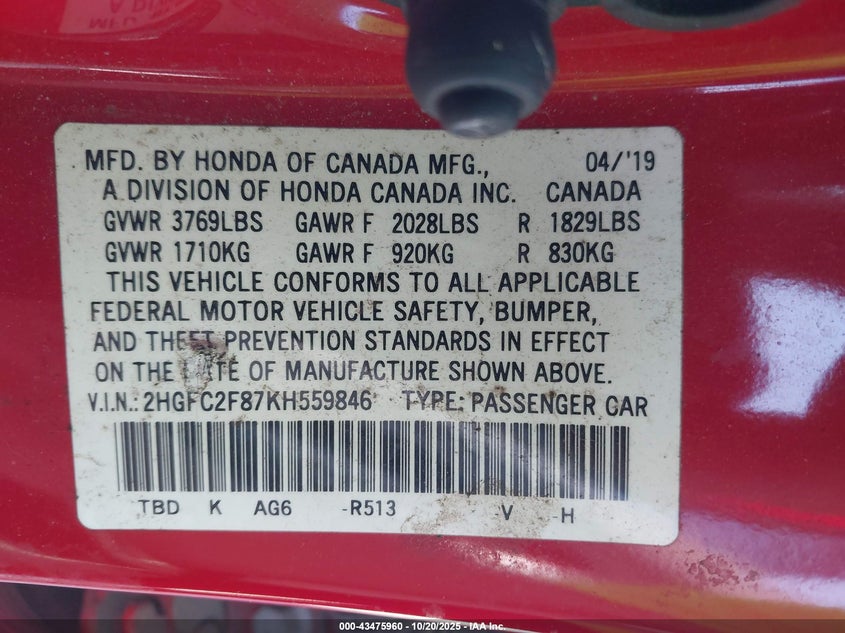 MFD. BY HONDA OF CANADA MFG., 04/'19
A DIVISION OF HONDA CANADA INC. CANADA
GVWR 3769LBS GAWR F 2028LBS R 1829LBS
GVWR 1710KG GAWR F 920KG R 830KG
THIS VEHICLE CONFORMS TO ALL APPLICABLE
FEDERAL MOTOR VEHICLE SAFETY, BUMPER,
AND THEFT PREVENTION STANDARDS IN EFFECT
ON THE DATE OF MANUFACTURE SHOWN ABOVE.
V.I.N.: 2HGFC2F87KH559846 TYPE: PASSENGER CAR
TBD K AG6 -R513 V -H
000-43475960 - 10/20/2025 - IAA Inc.